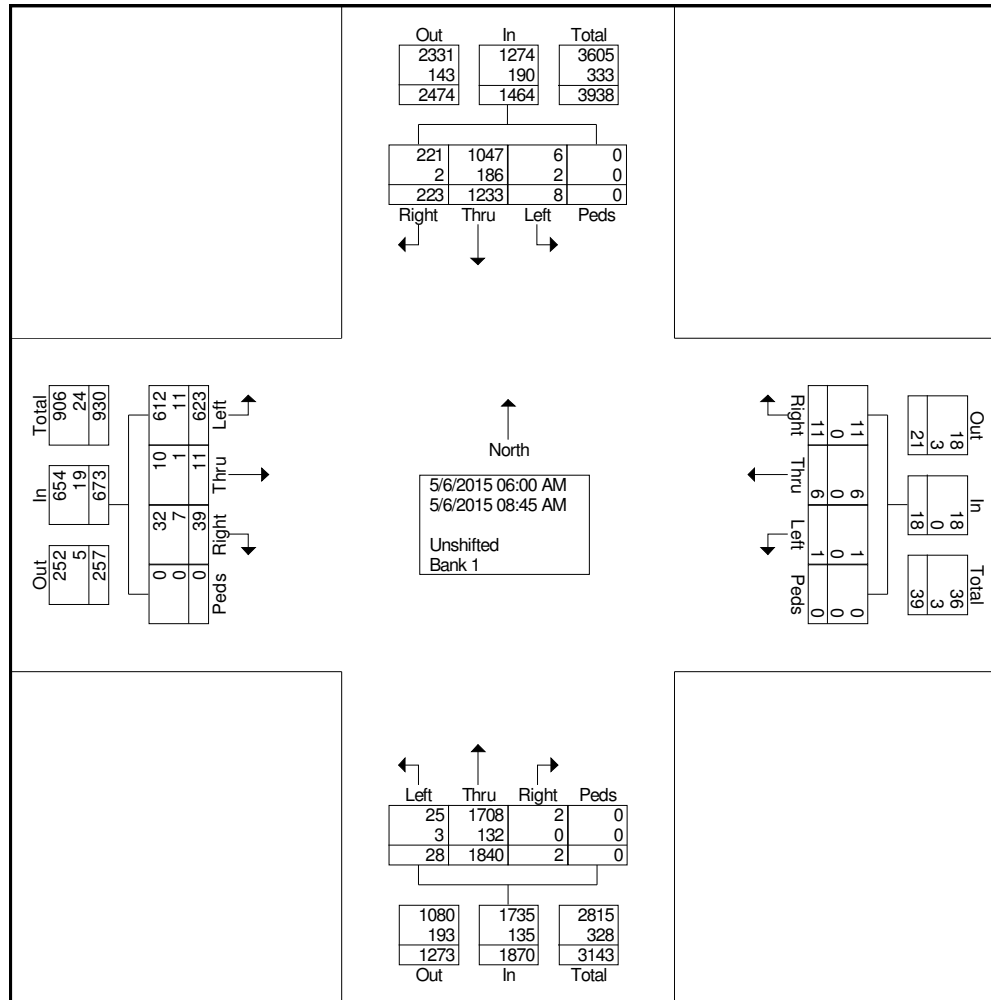 Out In Total
2331 1274 3605
143 190 333
2474 1464 3938
221 1047 6 0
2 186 2 0
223 1233 8 0
Right Thru Left Peds
Total 906 24 930
In 654 19 673
Out 252 5 257
612 11 623 Left
10 1 11 Thru
32 7 39 Right
0 0 0 Peds
North
5/6/2015 06:00 AM
5/6/2015 08:45 AM
Unshifted
Bank 1
Right 11 0 11
Thru 6 0 6
Left 1 0 1
Peds 0 0 0
Out 18 3 21
In 18 0 18
Total 36 3 39
Left Thru Right Peds
25 1708 2 0
3 132 0 0
28 1840 2 0
1080 1735 2815
193 135 328
1273 1870 3143
Out In Total